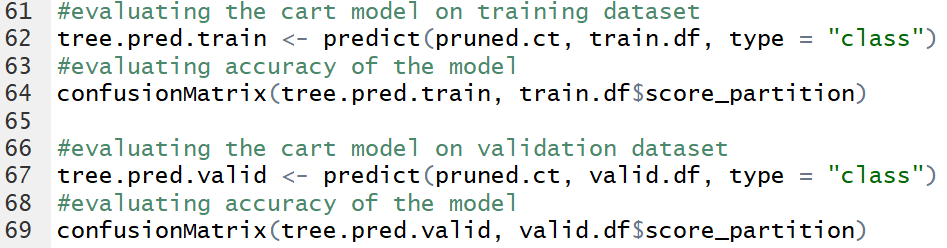 61 #evaluating the cart model on training dataset
62 tree.pred.train <- predict(pruned.ct, train.df, type = "class")
63 #evaluating accuracy of the model
64 confusionMatrix(tree.pred.train, train.df$score_partition)
65
66 #evaluating the cart model on validation dataset
67 tree.pred.valid <- predict(pruned.ct, valid.df, type = "class")
68 #evaluating accuracy of the model
69 confusionMatrix(tree.pred.valid, valid.df$score_partition)